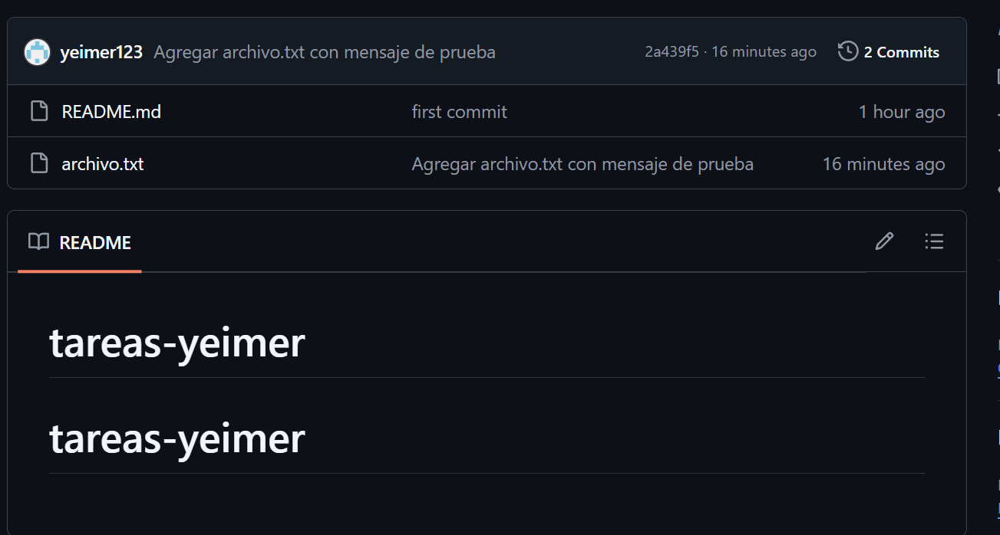 yeimer123 Agregar archivo.txt con mensaje de prueba 2a439f5 · 16 minutes ago 2 Commits
README.md first commit 1 hour ago
archivo.txt Agregar archivo.txt con mensaje de prueba 16 minutes ago
README
tareas-yeimer
tareas-yeimer